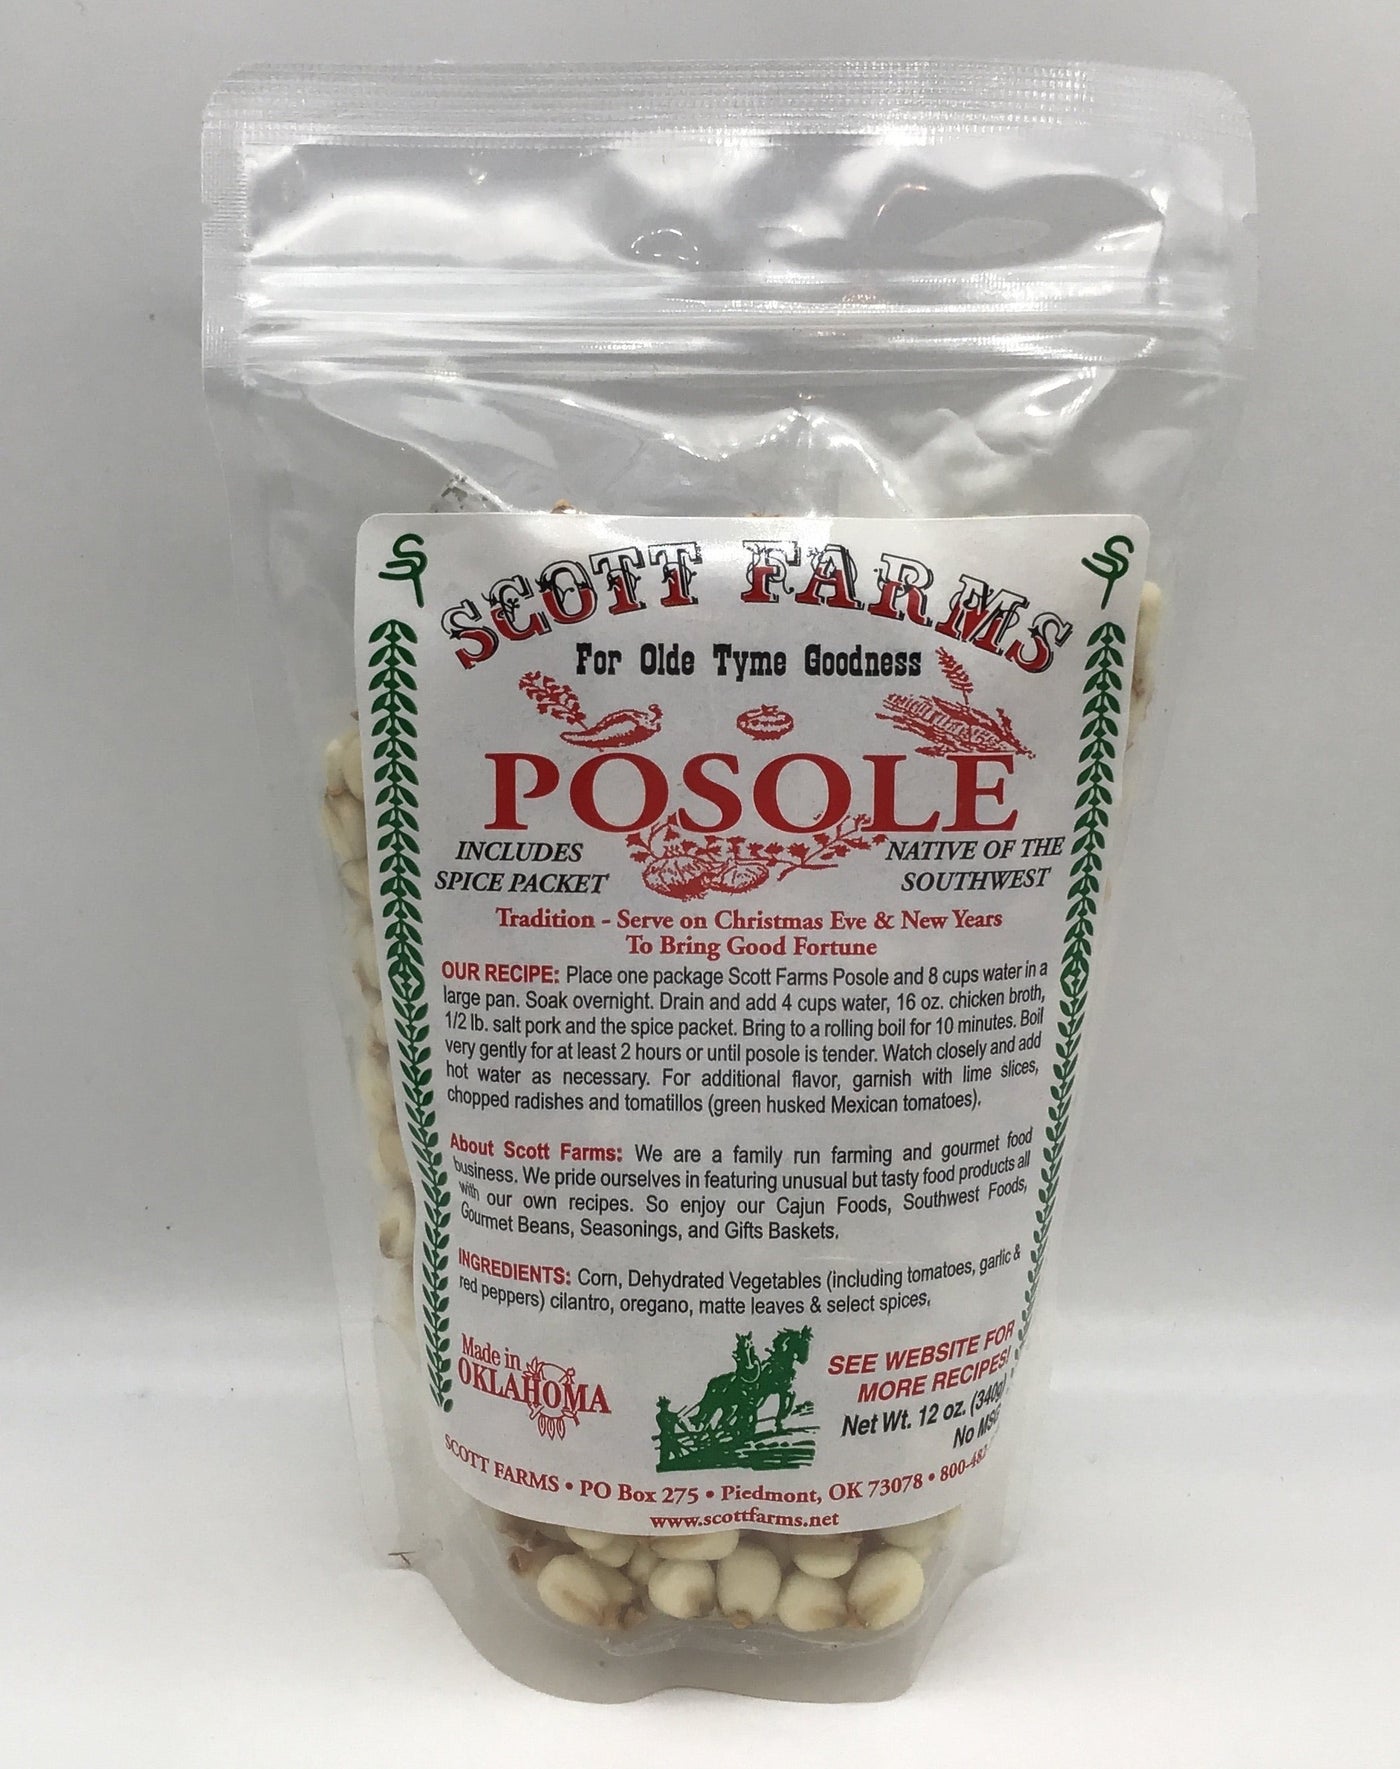 SCOTT FARMS
For Olde Tyme Goodness
POSOLE
INCLUDES
SPICE PACKET
NATIVE OF THE
SOUTHWEST
Tradition - Serve on Christmas Eve & New Years
To Bring Good Fortune
OUR RECIPE: Place one package Scott Farms Posole and 8 cups water in a
large pan. Soak overnight. Drain and add 4 cups water, 16 oz. chicken broth,
1/2 lb. salt pork and the spice packet. Bring to a rolling boil for 10 minutes. Boil
very gently for at least 2 hours or until posole is tender. Watch closely and add
hot water as necessary. For additional flavor, garnish with lime slices,
chopped radishes and tomatillos (green husked Mexican tomatoes).
About Scott Farms: We are a family run farming and gourmet food
business. We pride ourselves in featuring unusual but tasty food products all
with our own recipes. So enjoy our Cajun Foods, Southwest Foods,
Gourmet Beans, Seasonings, and Gifts Baskets.
INGREDIENTS: Corn, Dehydrated Vegetables (including tomatoes, garlic &
red peppers) cilantro, oregano, matte leaves & select spices.
Made in
OKLAHOMA
SEE WEBSITE FOR
MORE RECIPES!
Net Wt. 12 oz. (340g)
No MSG
SCOTT FARMS • PO Box 275 • Piedmont, OK 73078 • 800-482-
www.scottfarms.net